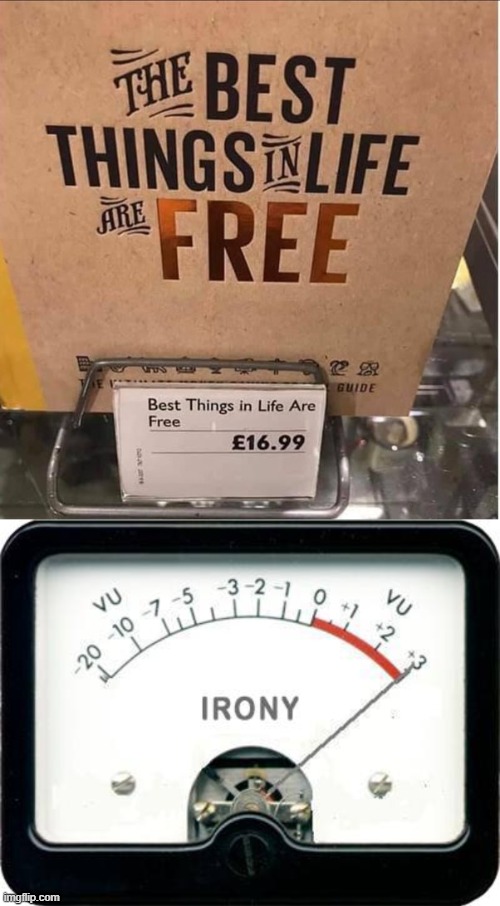 THE BEST
THINGS IN LIFE
ARE FREE
GUIDE
Best Things in Life Are
Free
£16.99
VU
VU
-20 -10 -7 -5 -3 -2 -1 0 +1 +2 +3
IRONY
imgflip.com